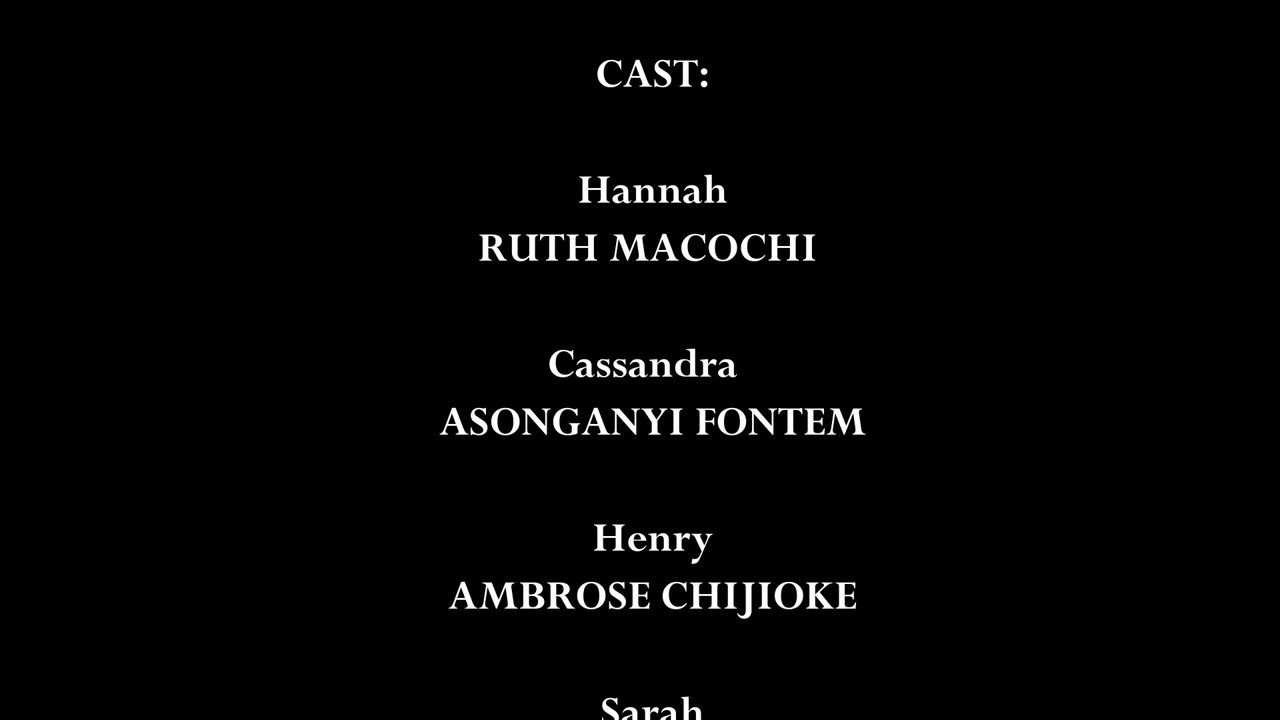 CAST:
Hannah
RUTH MACOCHI
Cassandra
ASONGANYI FONTEM
Henry
AMBROSE CHIJIOKE
Sarah